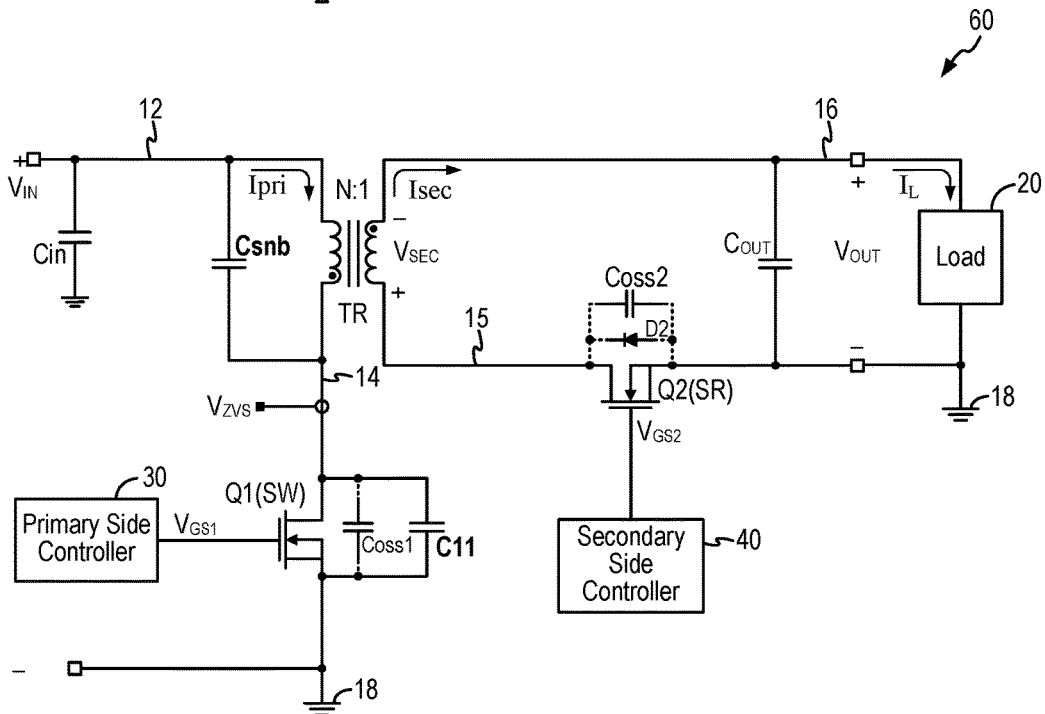 60
12
16
+
VIN
Ipri
N:1
Isec
IL
+
20
Cin
Csnb
−
VSEC
+
TR
COUT
VOUT
Load
Coss2
D2
15
14
−
Q2(SR)
18
VZVS
VGS2
30
Q1(SW)
Primary Side
Controller
VGS1
Coss1
C11
Secondary
Side
Controller
40
−
18